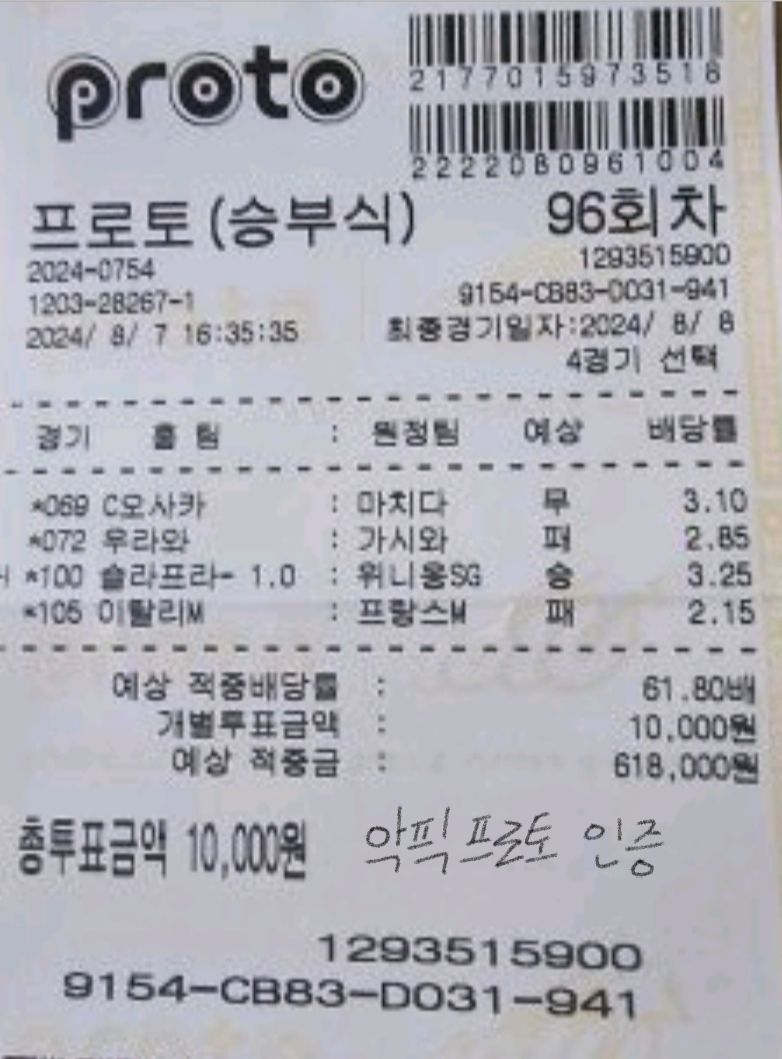 proto
2177015973518
2222080961004
프로토(승부식) 96회차
2024-0754 1293515900
1203-28267-1 9154-CB83-D031-941
2024/ 8/ 7 16:35:35 최종경기일자:2024/ 8/ 8
4경기 선택
경기 홈 팀 : 원정팀 예상 배당률
*069 C오사카 : 마치다 무 3.10
*072 우라와 : 가시와 패 2.85
*100 슬라프라- 1.0 : 위니옹SG 승 3.25
*105 이탈리M : 프랑스M 패 2.15
예상 적중배당률 : 61.80배
개별투표금액 : 10,000원
예상 적중금 : 618,000원
총투표금액 10,000원 악픽프로토 인증
1293515900
9154-CB83-D031-941